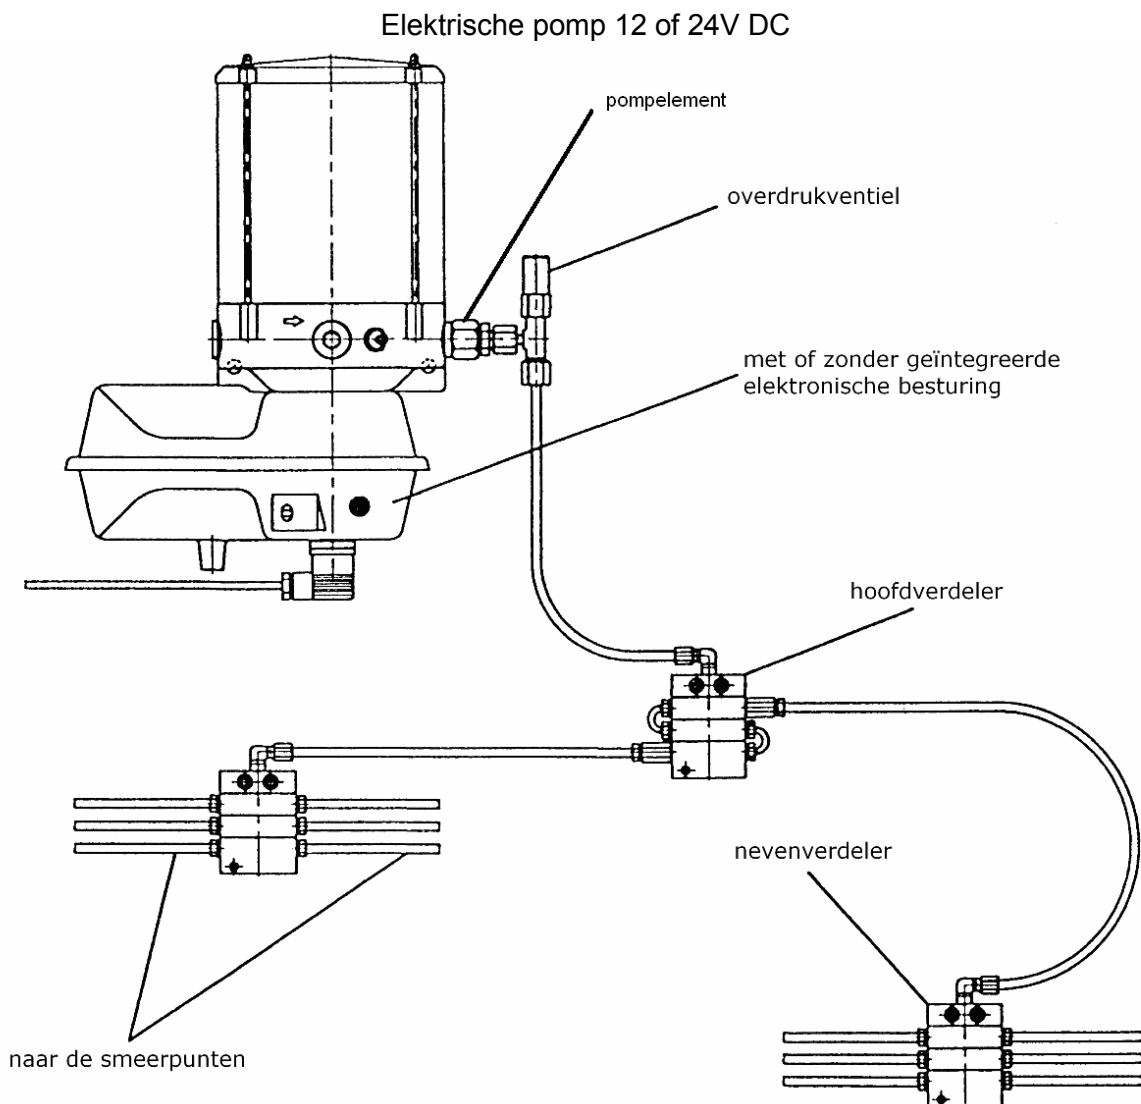 Elektrische pomp 12 of 24V DC
pompelement
overdrukventiel
met of zonder geïntegreerde
elektronische besturing
hoofdverdeler
nevenverdeler
naar de smeerpunten